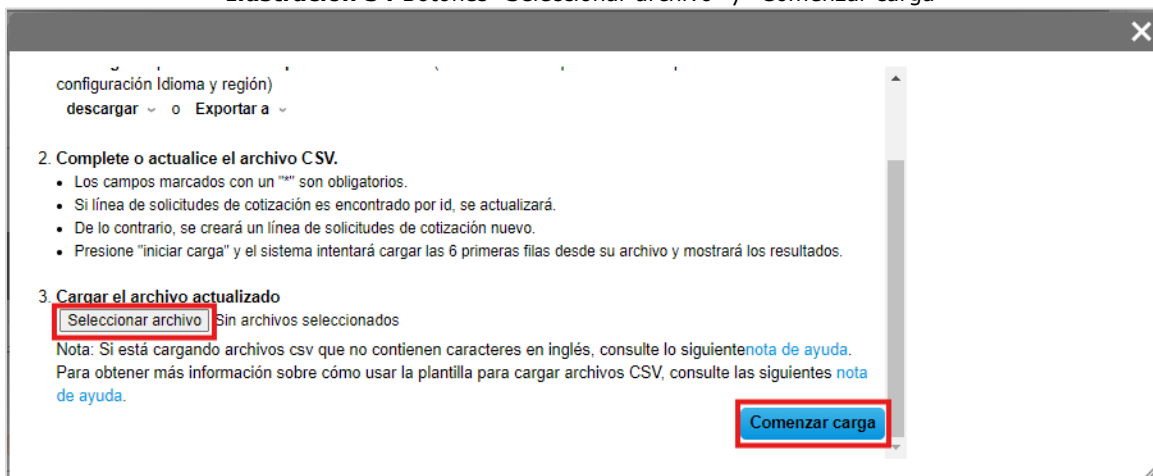 Botones "Seleccionar archivo" y "Comenzar carga"
configuración Idioma y región)
descargar o Exportar a
2. Complete o actualice el archivo CSV.
• Los campos marcados con un "*" son obligatorios.
• Si línea de solicitudes de cotización es encontrado por id, se actualizará.
• De lo contrario, se creará un línea de solicitudes de cotización nuevo.
• Presione "iniciar carga" y el sistema intentará cargar las 6 primeras filas desde su archivo y mostrará los resultados.
3. Cargar el archivo actualizado
Seleccionar archivo Sin archivos seleccionados
Nota: Si está cargando archivos csv que no contienen caracteres en inglés, consulte lo siguientenota de ayuda.
Para obtener más información sobre cómo usar la plantilla para cargar archivos CSV, consulte las siguientes nota
de ayuda.
Comenzar carga